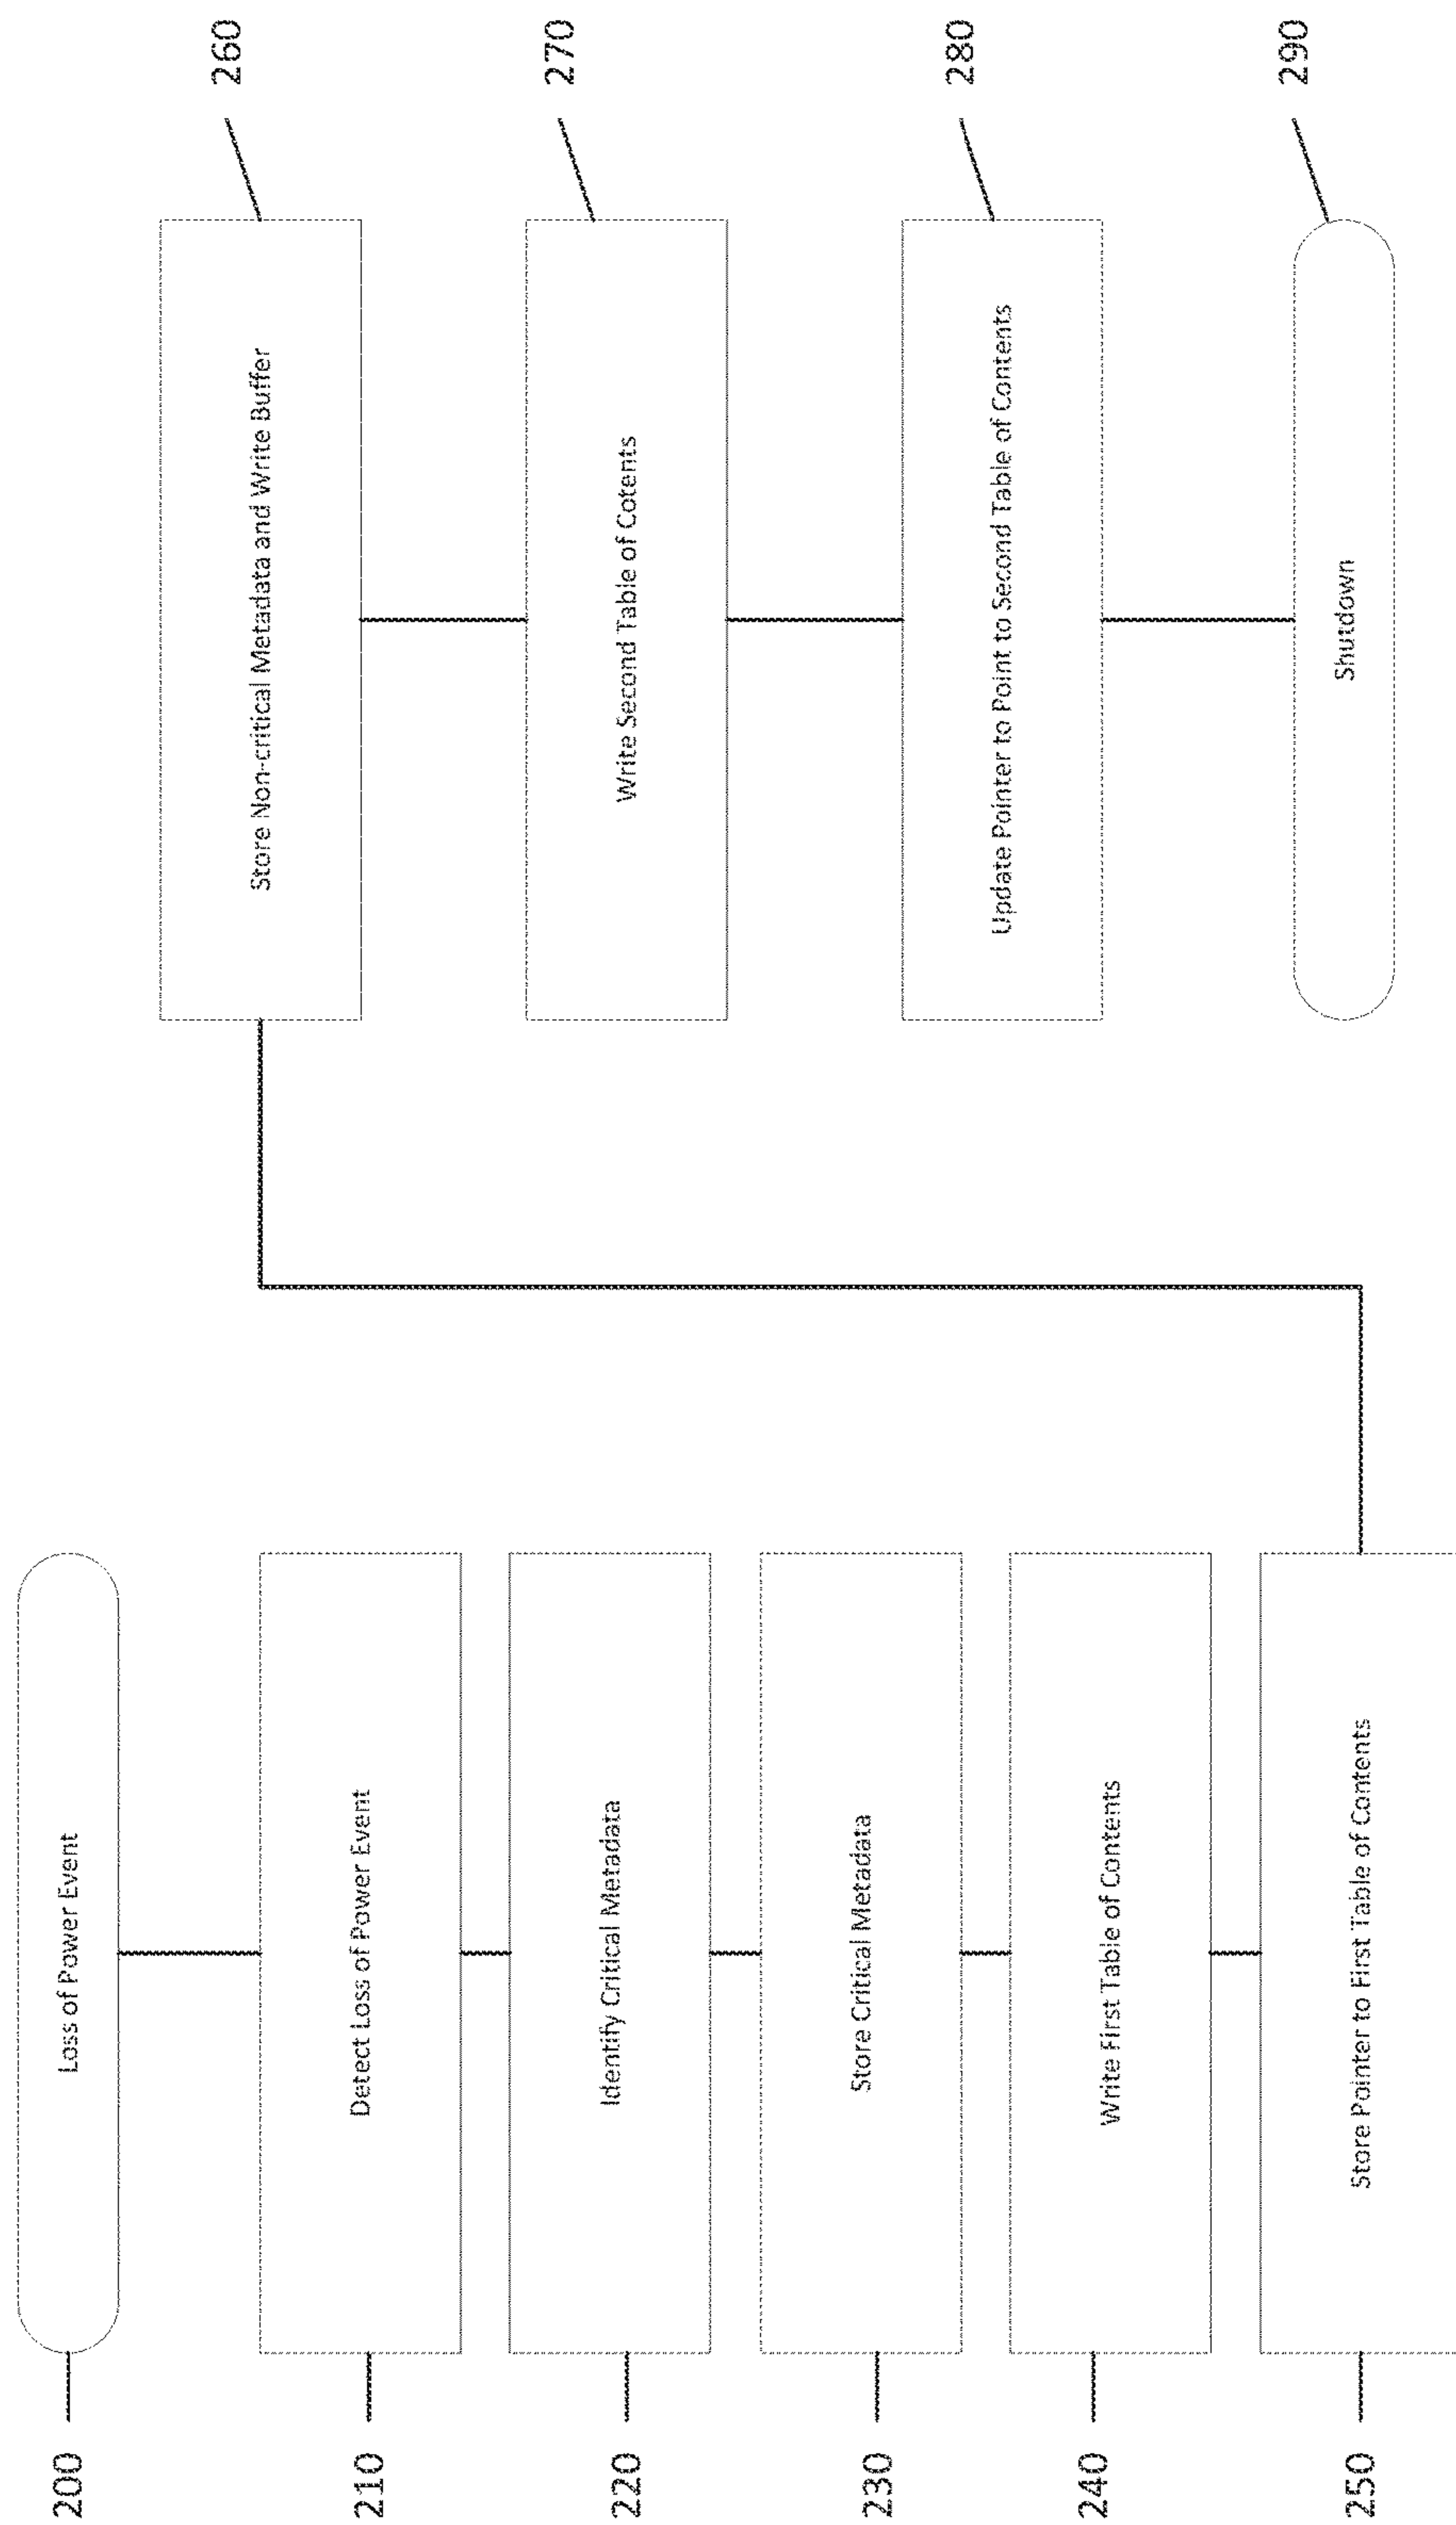 200
Loss of Power Event
210
Detect Loss of Power Event
220
Identify Critical Metadata
230
Store Critical Metadata
240
Write First Table of Contents
250
Store Pointer to First Table of Contents
Store Non-critical Metadata and Write Buffer
260
Write Second Table of Cotents
270
Update Pointer to Point to Second Table of Contents
280
Shutdown
290